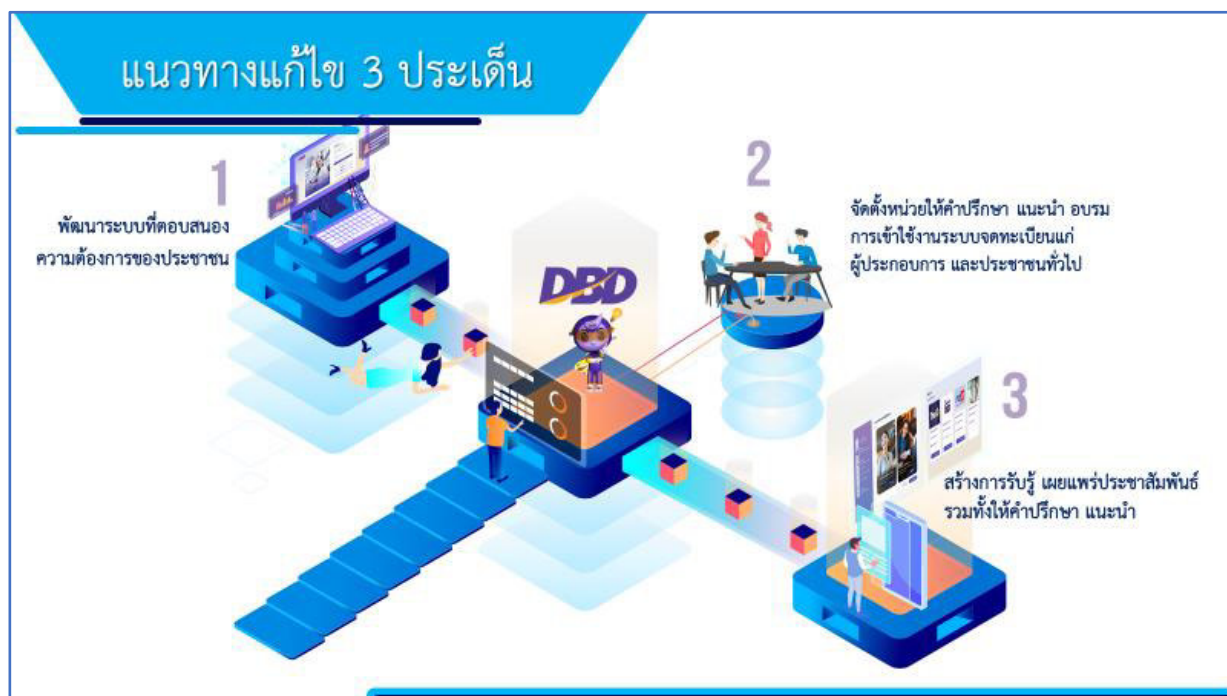 แนวทางแก้ไข 3 ประเด็น
1
พัฒนาระบบที่ตอบสนอง
ความต้องการของประชาชน
2
จัดตั้งหน่วยให้คำปรึกษา แนะนำ อบรม
การเข้าใช้งานระบบจดทะเบียนแก่
ผู้ประกอบการ และประชาชนทั่วไป
DBD
3
สร้างการรับรู้ เผยแพร่ประชาสัมพันธ์
รวมทั้งให้คำปรึกษา แนะนำ